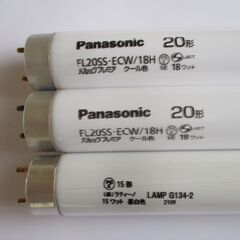 Panasonic 20形
FL20SS·ECW/18H
パルックプレミア クール色 18ワット
Panasonic 20形
FL20SS·ECW/18H
パルックプレミア クール色 18ワット
15形
15ワット 昼白色 LAMP G134-2
2109